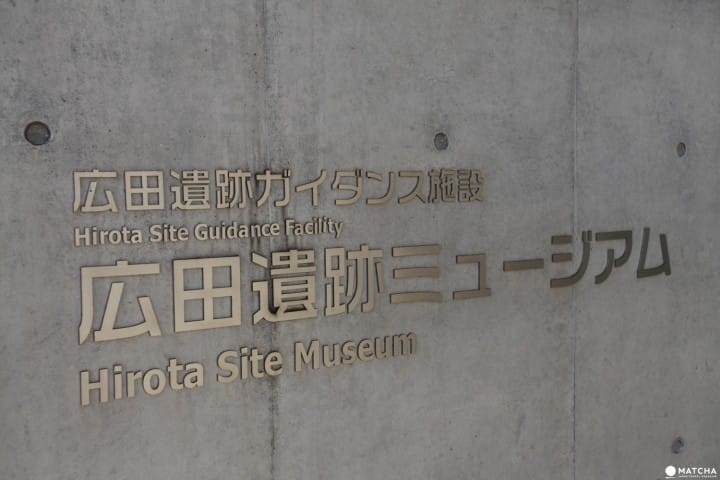 広田遺跡ガイダンス施設
Hirota Site Guidance Facility
広田遺跡ミュージアム
Hirota Site Museum
MATCHA